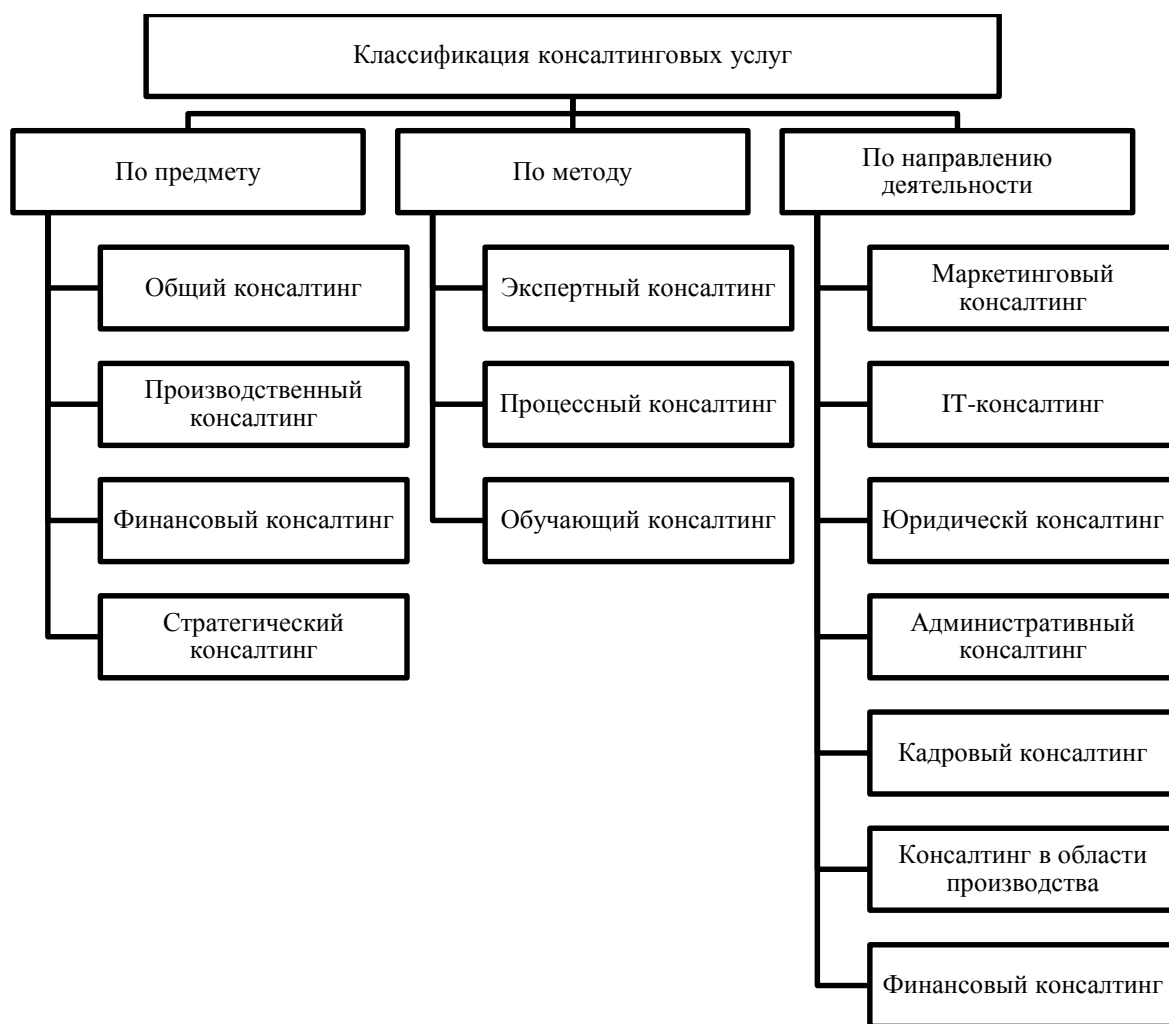 Классификация консалтинговых услуг
По предмету
Общий консалтинг
Производственный
консалтинг
Финансовый консалтинг
Стратегический
консалтинг
По методу
Экспертный консалтинг
Процессный консалтинг
Обучающий консалтинг
По направлению
деятельности
Маркетинговый
консалтинг
IT-консалтинг
Юридическй консалтинг
Административный
консалтинг
Кадровый консалтинг
Консалтинг в области
производства
Финансовый консалтинг